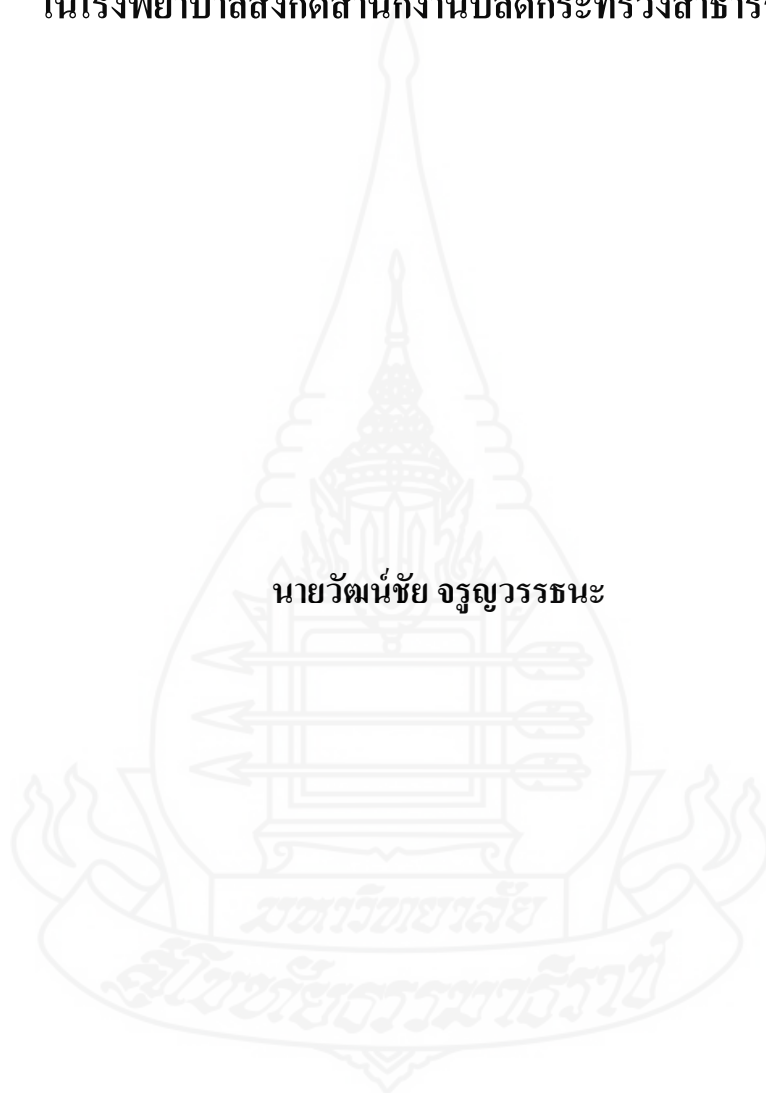 ในโรงพยาบาลสังกัดสำนักงานปลัดกระทรวง
นายวัฒน์ชัย จรูญวรรธนะ
มหาวิทยาลัย
สุโขทัยธรรมาธิราช